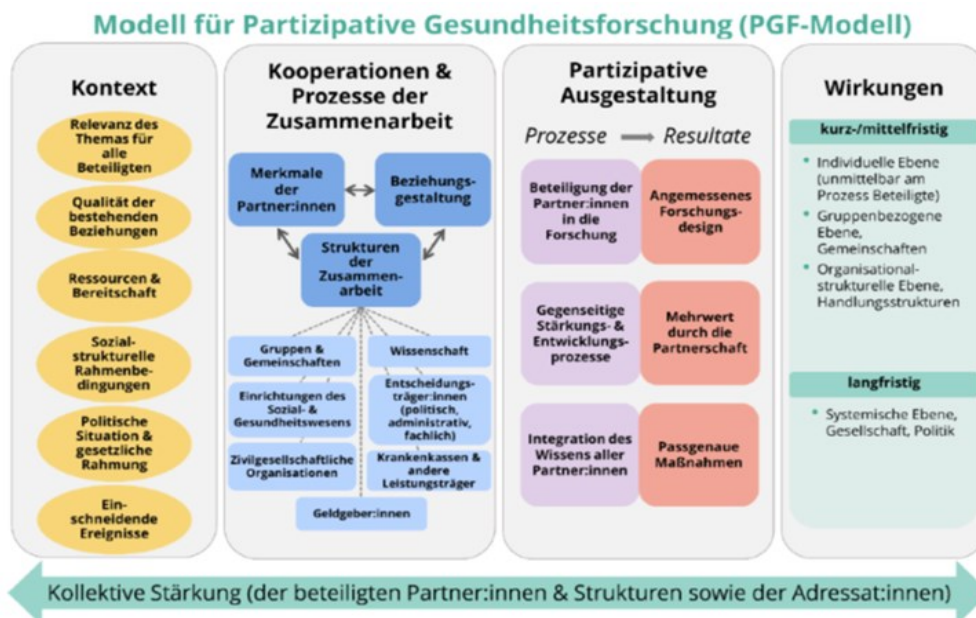 Modell für Partizipative Gesundheitsforschung (PGF-Modell)
Kontext
Relevanz des
Themas für
alle
Beteiligten
Qualität der
bestehenden
Beziehungen
Ressourcen &
Bereitschaft
Sozial-
strukturelle
Rahmenbe-
dingungen
Politische
Situation &
gesetzliche
Rahmung
Ein-
schneidende
Ereignisse
Kooperationen &
Prozesse der
Zusammenarbeit
Merkmale
der
Partner:innen
Beziehungs-
gestaltung
Strukturen
der
Zusammen-
arbeit
Gruppen &
Gemeinschaften
Wissenschaft
Einrichtungen des
Sozial- &
Gesundheitswesens
Entscheidungs-
träger:innen
(politisch,
administrativ,
fachlich)
Zivilgesellschaftliche
Organisationen
Krankenkassen &
andere
Leistungsträger
Geldgeber:innen
Partizipative
Ausgestaltung
Prozesse
Resultate
Beteiligung der
Partner:innen
in die
Forschung
Angemessenes
Forschungs-
design
Gegenseitige
Stärkungs- &
Entwicklungs-
prozesse
Mehrwert
durch die
Partnerschaft
Integration des
Wissens aller
Partner:innen
Passgenaue
Maßnahmen
Wirkungen
kurz-/mittelfristig
• Individuelle Ebene
(unmittelbar am
Prozess Beteiligte)
• Gruppenbezogene
Ebene,
Gemeinschaften
• Organisational-
strukturelle Ebene,
Handlungsstrukturen
langfristig
• Systemische Ebene,
Gesellschaft, Politik
Kollektive Stärkung (der beteiligten Partner:innen & Strukturen sowie der Adressat:innen)